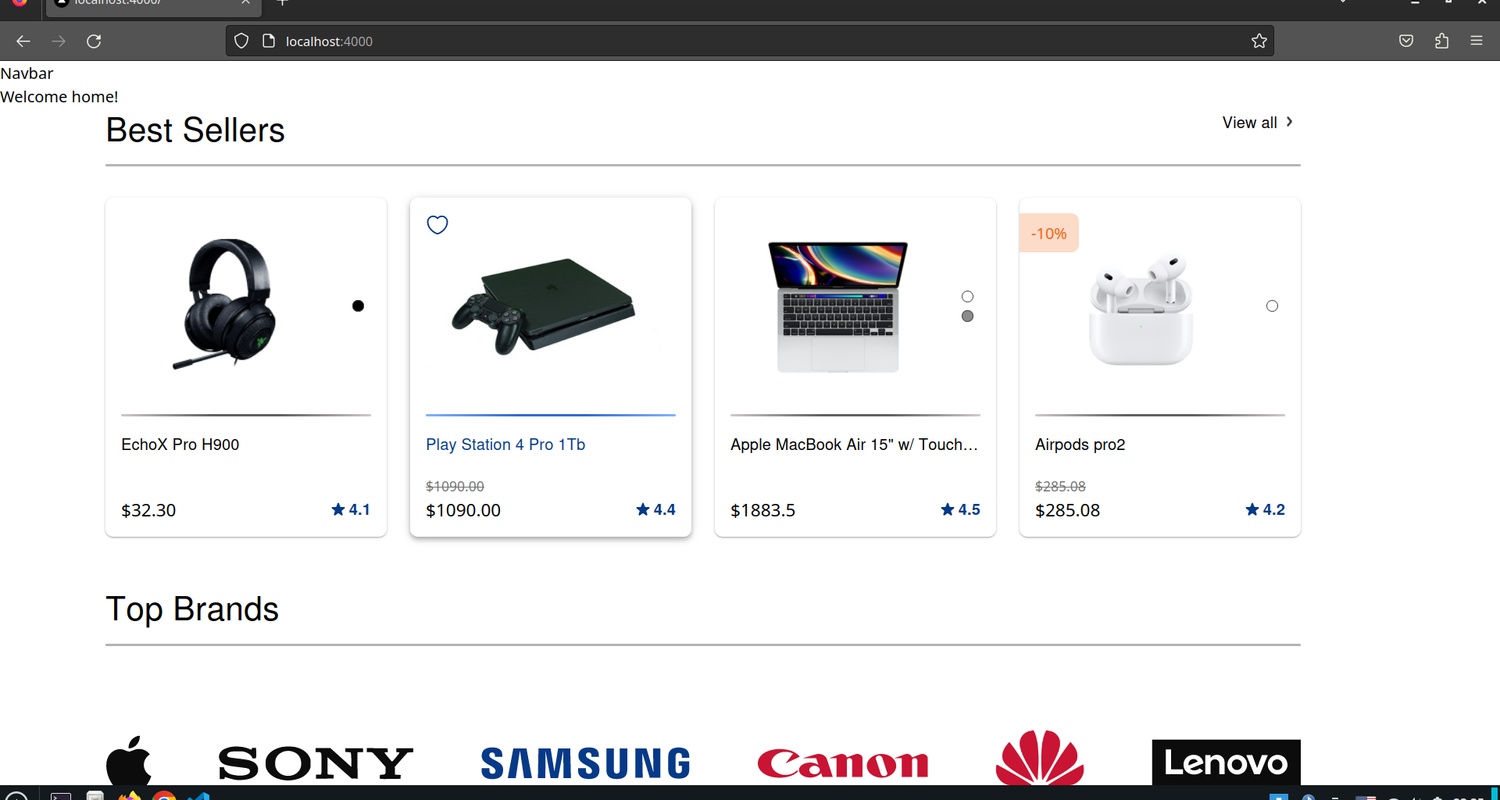 localhost:4000/
localhost:4000
Navbar
Welcome home!
Best Sellers
View all
-10%
EchoX Pro H900
Play Station 4 Pro 1Tb
Apple MacBook Air 15" w/ Touch...
Airpods pro2
$1090.00
$285.08
$32.30
4.1
$1090.00
4.4
$1883.5
4.5
$285.08
4.2
Top Brands
SONY
SAMSUNG
Canon
Lenovo